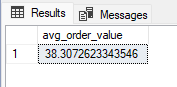 Results Messages
avg_order_value
1 38.3072623343546